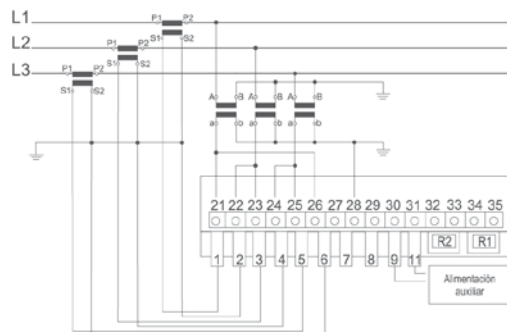 L1
P1 P2
S1 S2
L2
P1 P2
S1 S2
L3
P1 P2
S1 S2
A B A B A B
a b a b a b
21 22 23 24 25 26 27 28 29 30 31 32 33 34 35
R2 R1
1 2 3 4 5 6 7 8 9 11
Alimentación
auxiliar